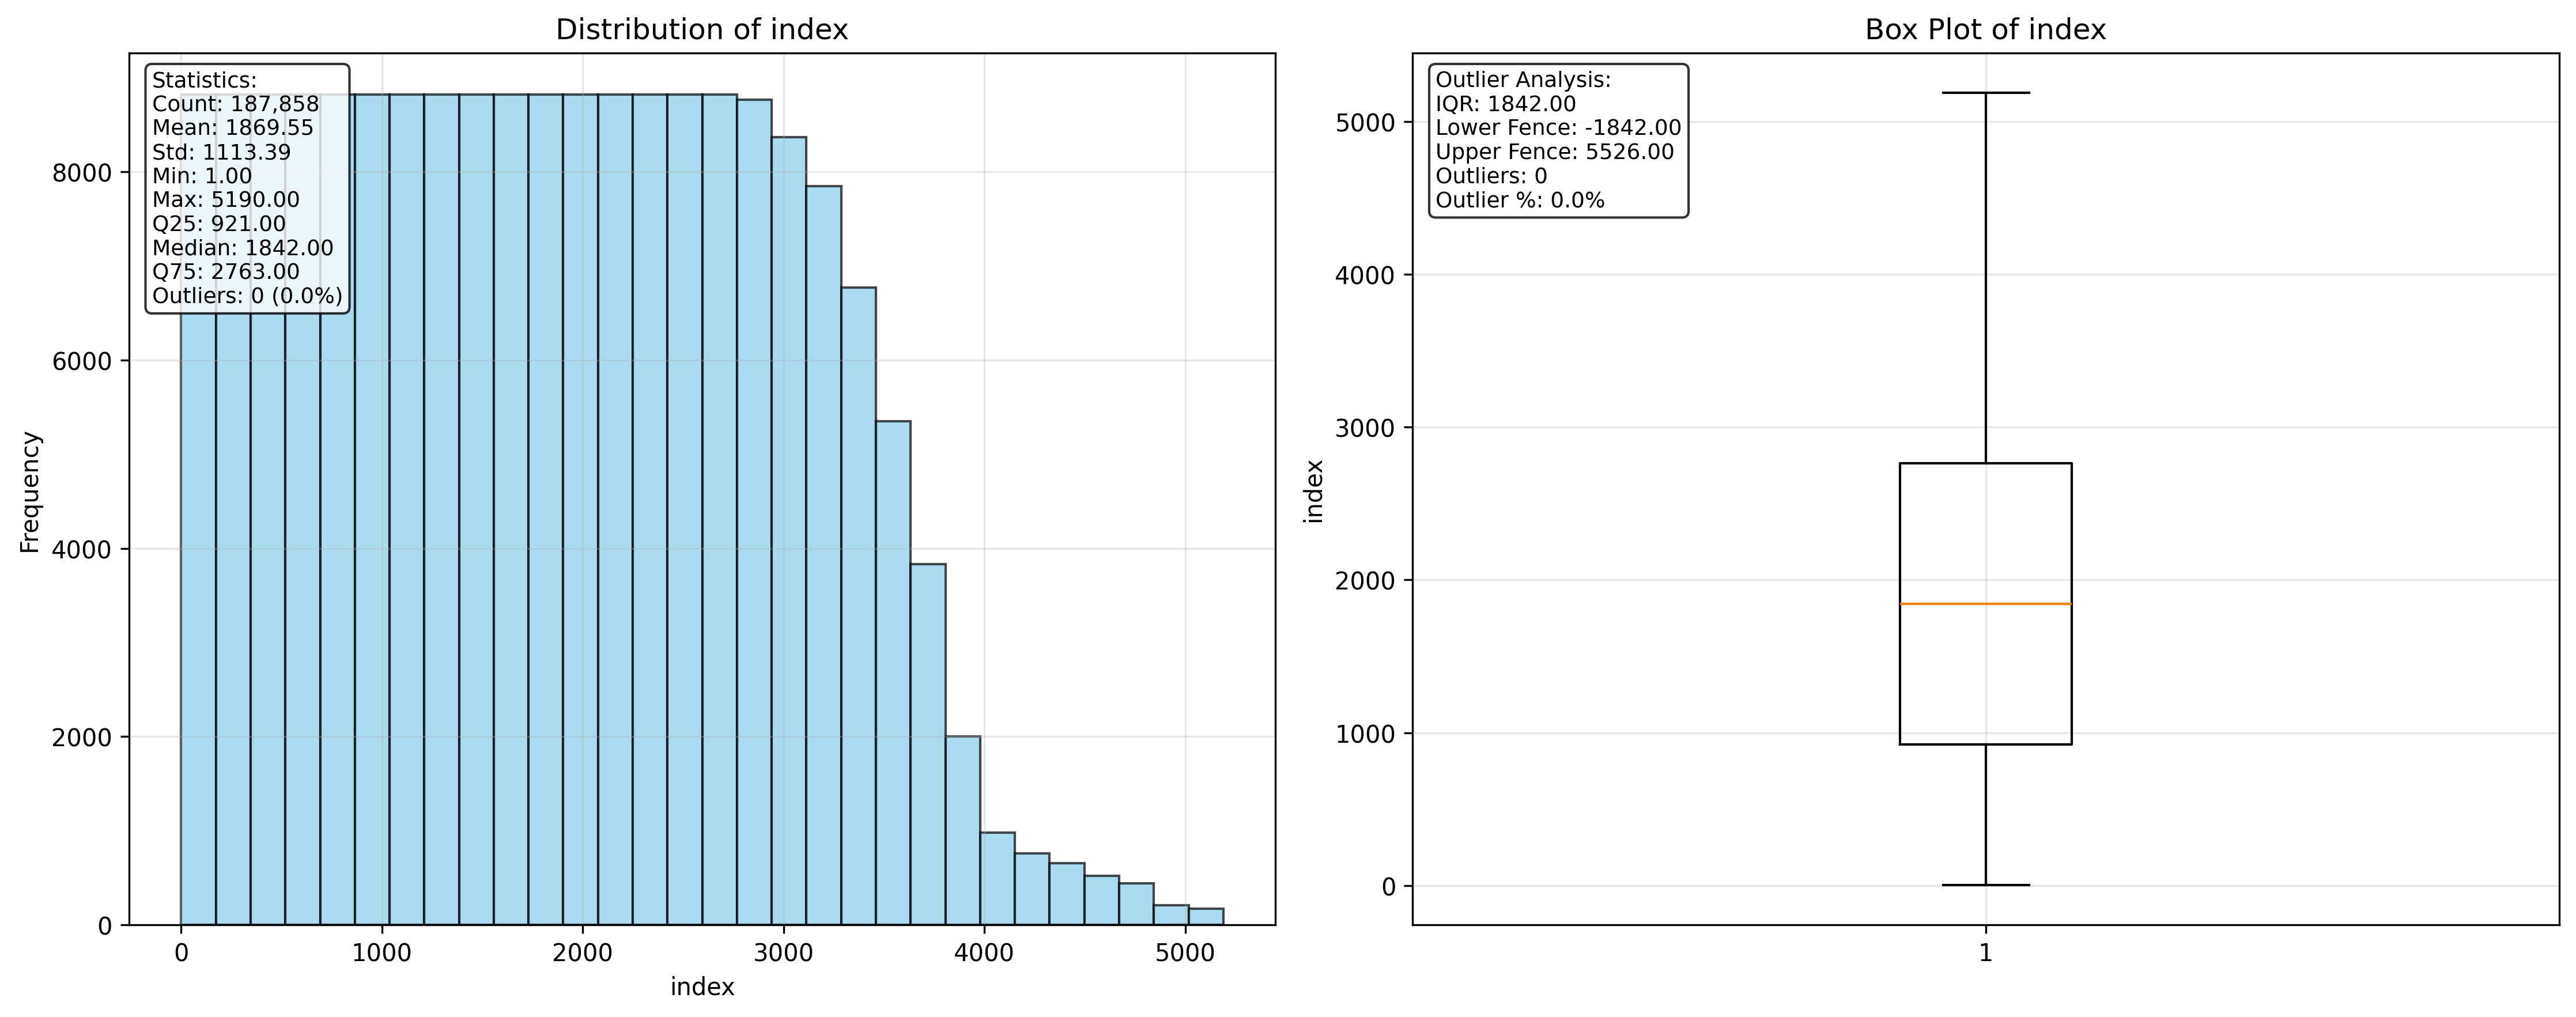 Distribution of index
Statistics:
Count: 187,858
Mean: 1869.55
Std: 1113.39
Min: 1.00
Max: 5190.00
Q25: 921.00
Median: 1842.00
Q75: 2763.00
Outliers: 0 (0.0%)
Frequency
8000
6000
4000
2000
0
0 1000 2000 3000 4000 5000
index
Box Plot of index
Outlier Analysis:
IQR: 1842.00
Lower Fence: -1842.00
Upper Fence: 5526.00
Outliers: 0
Outlier %: 0.0%
index
5000
4000
3000
2000
1000
0
1